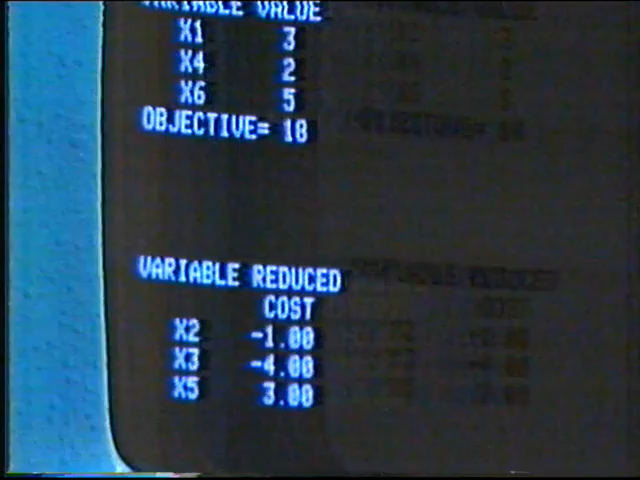 VARIABLE VALUE
X1 3
X4 2
X6 5
OBJECTIVE= 18
VARIABLE REDUCED
COST
X2 -1.00
X3 -4.00
X5 3.00